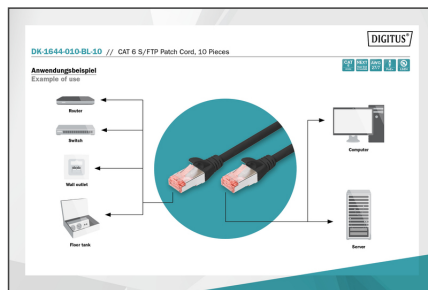 DIGITUS®
DK-1644-010-BL-10 // CAT 6 S/FTP Patch Cord, 10 Pieces
Anwendungsbeispiel
Example of use
Router
Switch
Wall outlet
Floor tank
Computer
Server